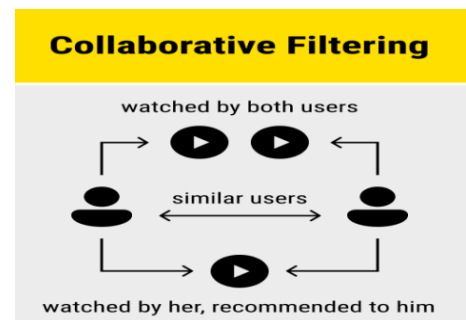 Collaborative Filtering
watched by both users
similar users
watched by her, recommended to him